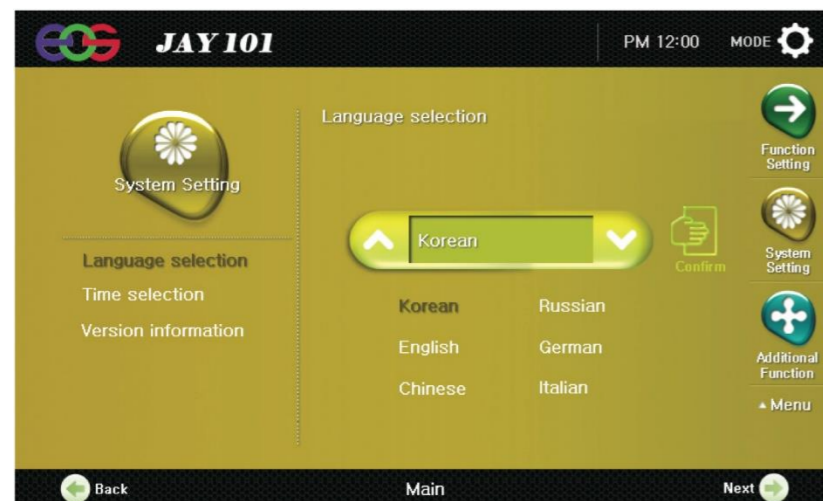 EOS JAY 101
PM 12:00 MODE
System Setting
Language selection
Time selection
Version information
Language selection
Korean
Confirm
Korean Russian
English German
Chinese Italian
Function
Setting
System
Setting
Additional
Function
▲ Menu
Back
Main
Next